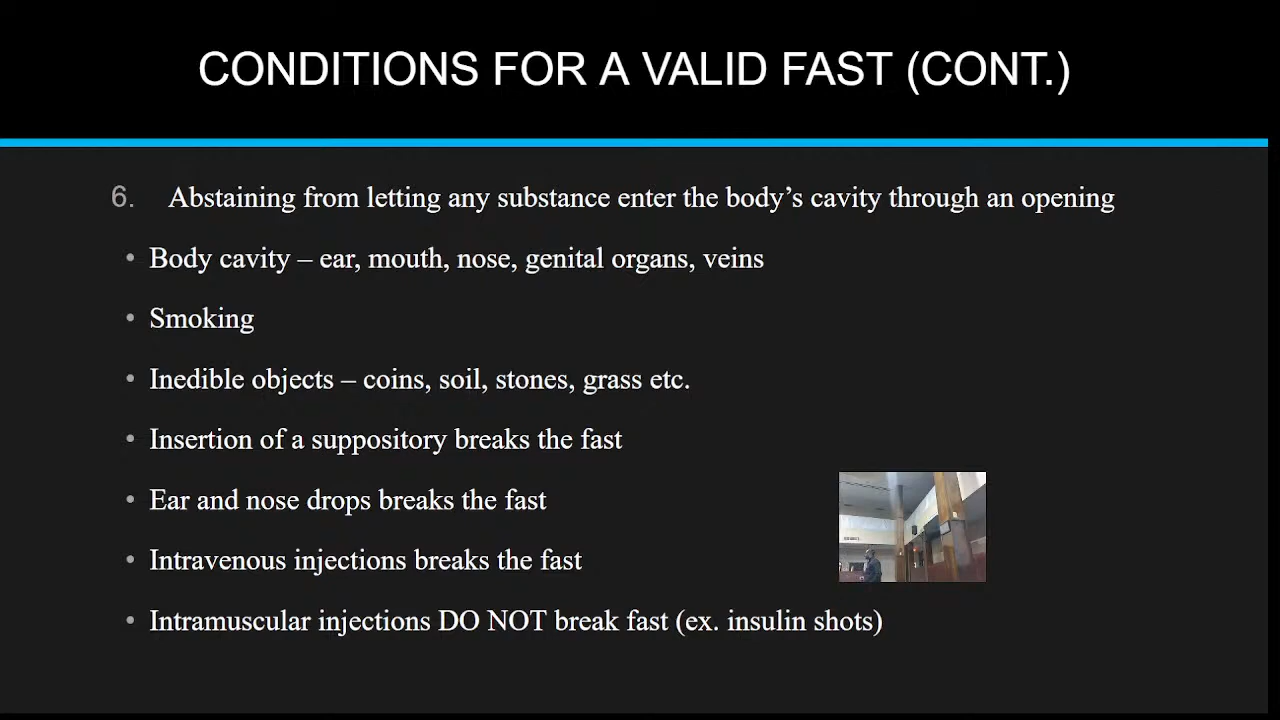 CONDITIONS FOR A VALID FAST (CONT.)
6. Abstaining from letting any substance enter the body’s cavity through an opening
• Body cavity – ear, mouth, nose, genital organs, veins
• Smoking
• Inedible objects – coins, soil, stones, grass etc.
• Insertion of a suppository breaks the fast
• Ear and nose drops breaks the fast
• Intravenous injections breaks the fast
• Intramuscular injections DO NOT break fast (ex. insulin shots)